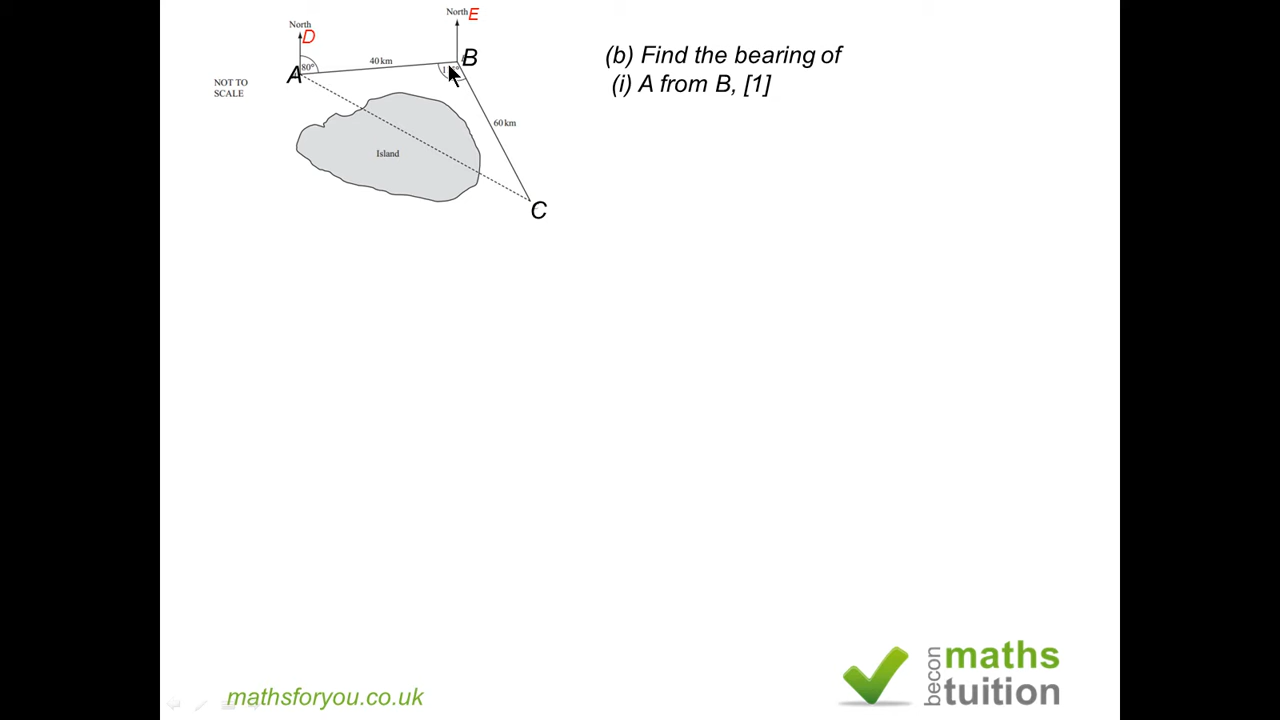 North E
North
D
B
40 km
80°
A
NOT TO
SCALE
60 km
Island
C
(b) Find the bearing of
(i) A from B, [1]
mathsforyou.co.uk
becon maths tuition